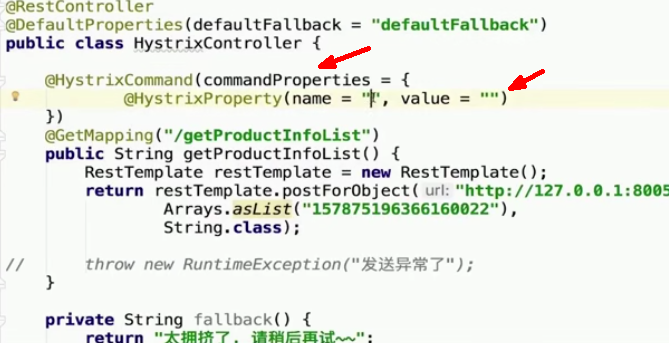 @RestController
@DefaultProperties(defaultFallback = "defaultFallback")
public class HystrixController {
@HystrixCommand(commandProperties = {
@HystrixProperty(name = "", value = "")
})
@GetMapping("/getProductInfoList")
public String getProductInfoList() {
RestTemplate restTemplate = new RestTemplate();
return restTemplate.postForObject( url: "http://127.0.0.1:8005
Arrays.asList("157875196366160022"),
String.class);
// throw new RuntimeException("发送异常了");
}
private String fallback() {
return "太拥挤了, 请稍后再试~~";